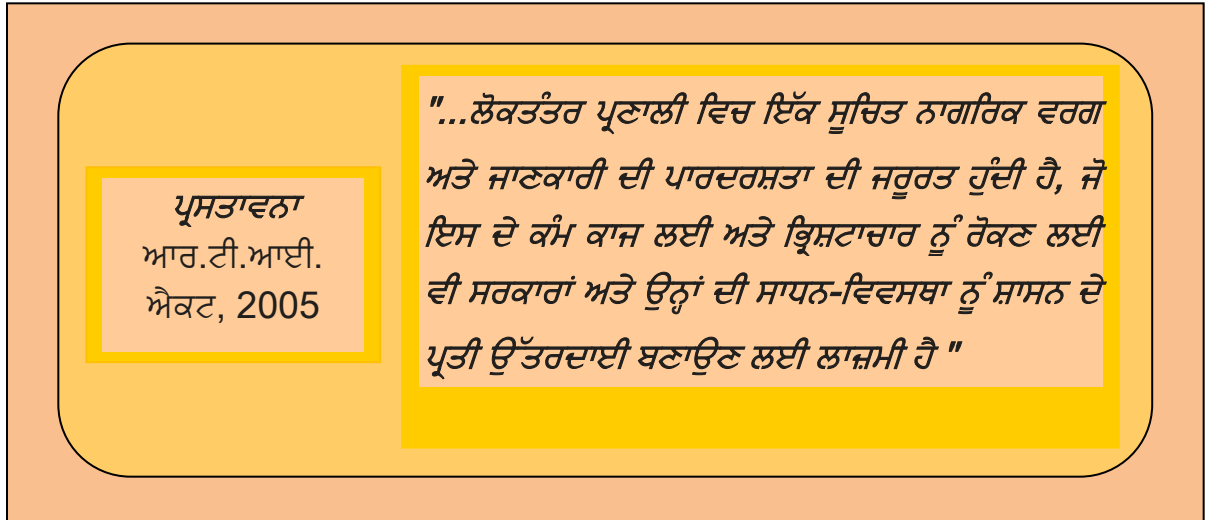 ਪ੍ਰਸਤਾਵਨਾ
ਆਰ.ਟੀ.ਆਈ.
ਐਕਟ, 2005
"...ਲੋਕਤੰਤਰ ਪ੍ਰਣਾਲੀ ਵਿਚ ਇੱਕ ਸੂਚਿਤ ਨਾਗਰਿਕ ਵਰਗ
ਅਤੇ ਜਾਣਕਾਰੀ ਦੀ ਪਾਰਦਰਸ਼ਤਾ ਦੀ ਜਰੂਰਤ ਹੁੰਦੀ ਹੈ, ਜੋ
ਇਸ ਦੇ ਕੰਮ ਕਾਜ ਲਈ ਅਤੇ ਭ੍ਰਿਸ਼ਟਾਚਾਰ ਨੂੰ ਰੋਕਣ ਲਈ
ਵੀ ਸਰਕਾਰਾਂ ਅਤੇ ਉਨ੍ਹਾਂ ਦੀ ਸਾਧਨ-ਵਿਵਸਥਾ ਨੂੰ ਸ਼ਾਸਨ ਦੇ
ਪ੍ਰਤੀ ਉੱਤਰਦਾਈ ਬਣਾਉਣ ਲਈ ਲਾਜ਼ਮੀ ਹੈ "